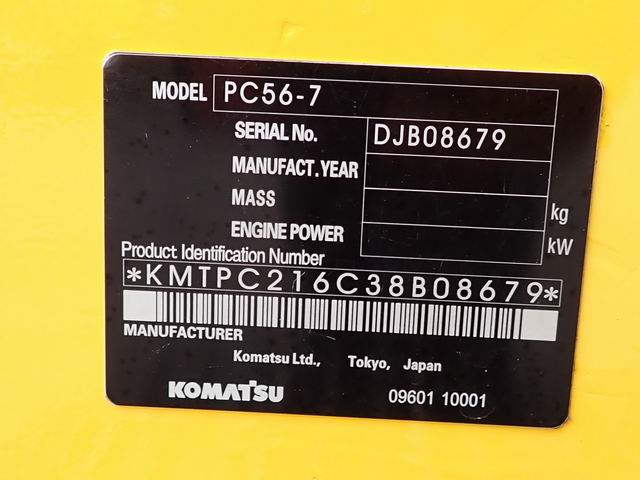 MODEL PC56-7
SERIAL No. DJB08679
MANUFACT.YEAR
MASS kg
ENGINE POWER kW
Product Identification Number
*KMTPC216C38B08679*
MANUFACTURER
Komatsu Ltd., Tokyo, Japan
KOMATSU 09601 10001